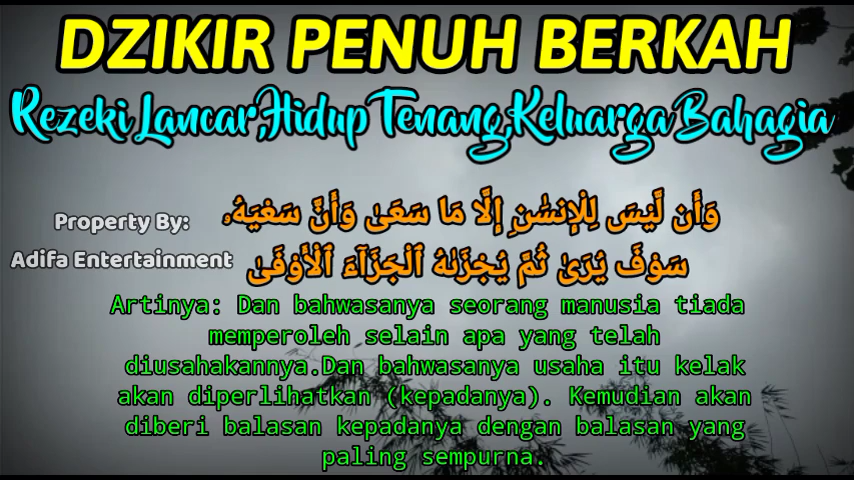 DZIKIR PENUH BERKAH
Rezeki Lancar,Hidup Tenang,Keluarga Bahagia
Property By:
Adifa Entertainment
وَأَن لَّيْسَ لِلْإِنسَٰنِ إِلَّا مَا سَعَىٰ وَأَنَّ سَعْيَهُۥ
سَوْفَ يُرَىٰ ثُمَّ يُجْزَىٰهُ ٱلْجَزَآءَ ٱلْأَوْفَىٰ
Artinya: Dan bahwasanya seorang manusia tiada
memperoleh selain apa yang telah
diusahakannya.Dan bahwasanya usaha itu kelak
akan diperlihatkan (kepadanya). Kemudian akan
diberi balasan kepadanya dengan balasan yang
paling sempurna.